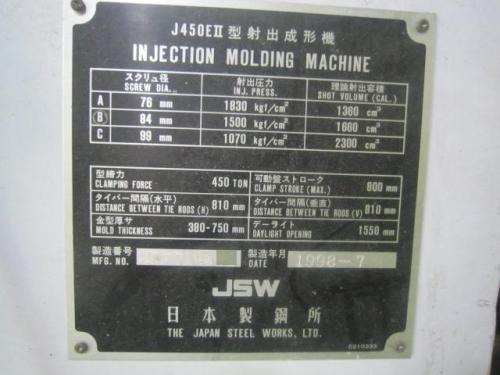 J450EII型射出成形機
INJECTION MOLDING MACHINE
スクリュ径 射出圧力 理論射出容積
SCREW DIA. INJ. PRESS. SHOT VOLUME (CAL.)
A 76 mm 1830 kgf/cm² 1360 cm³
B 84 mm 1500 kgf/cm² 1660 cm³
C 99 mm 1070 kgf/cm² 2300 cm³
型締力 450 TON 可動盤ストローク 800 mm
CLAMPING FORCE CLAMP STROKE (MAX.)
タイバー間隔(水平) 810 mm タイバー間隔(垂直) 810 mm
DISTANCE BETWEEN TIE RODS (H) DISTANCE BETWEEN TIE RODS (V)
金型厚サ 380-750 mm デーライト 1550 mm
MOLD THICKNESS DAYLIGHT OPENING
製造番号 製造年月 1998-7
MFG. NO. DATE
JSW
日本製鋼所
THE JAPAN STEEL WORKS, LTD.